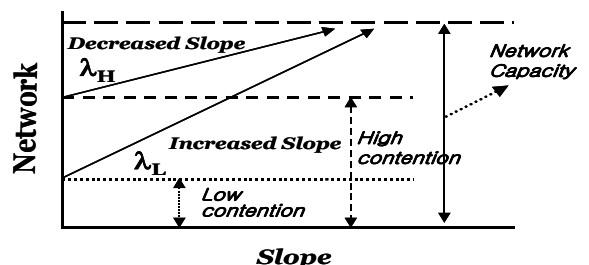 Decreased Slope
λH
Network
Capacity
Network
Increased Slope
High
contention
λL
Low
contention
Slope